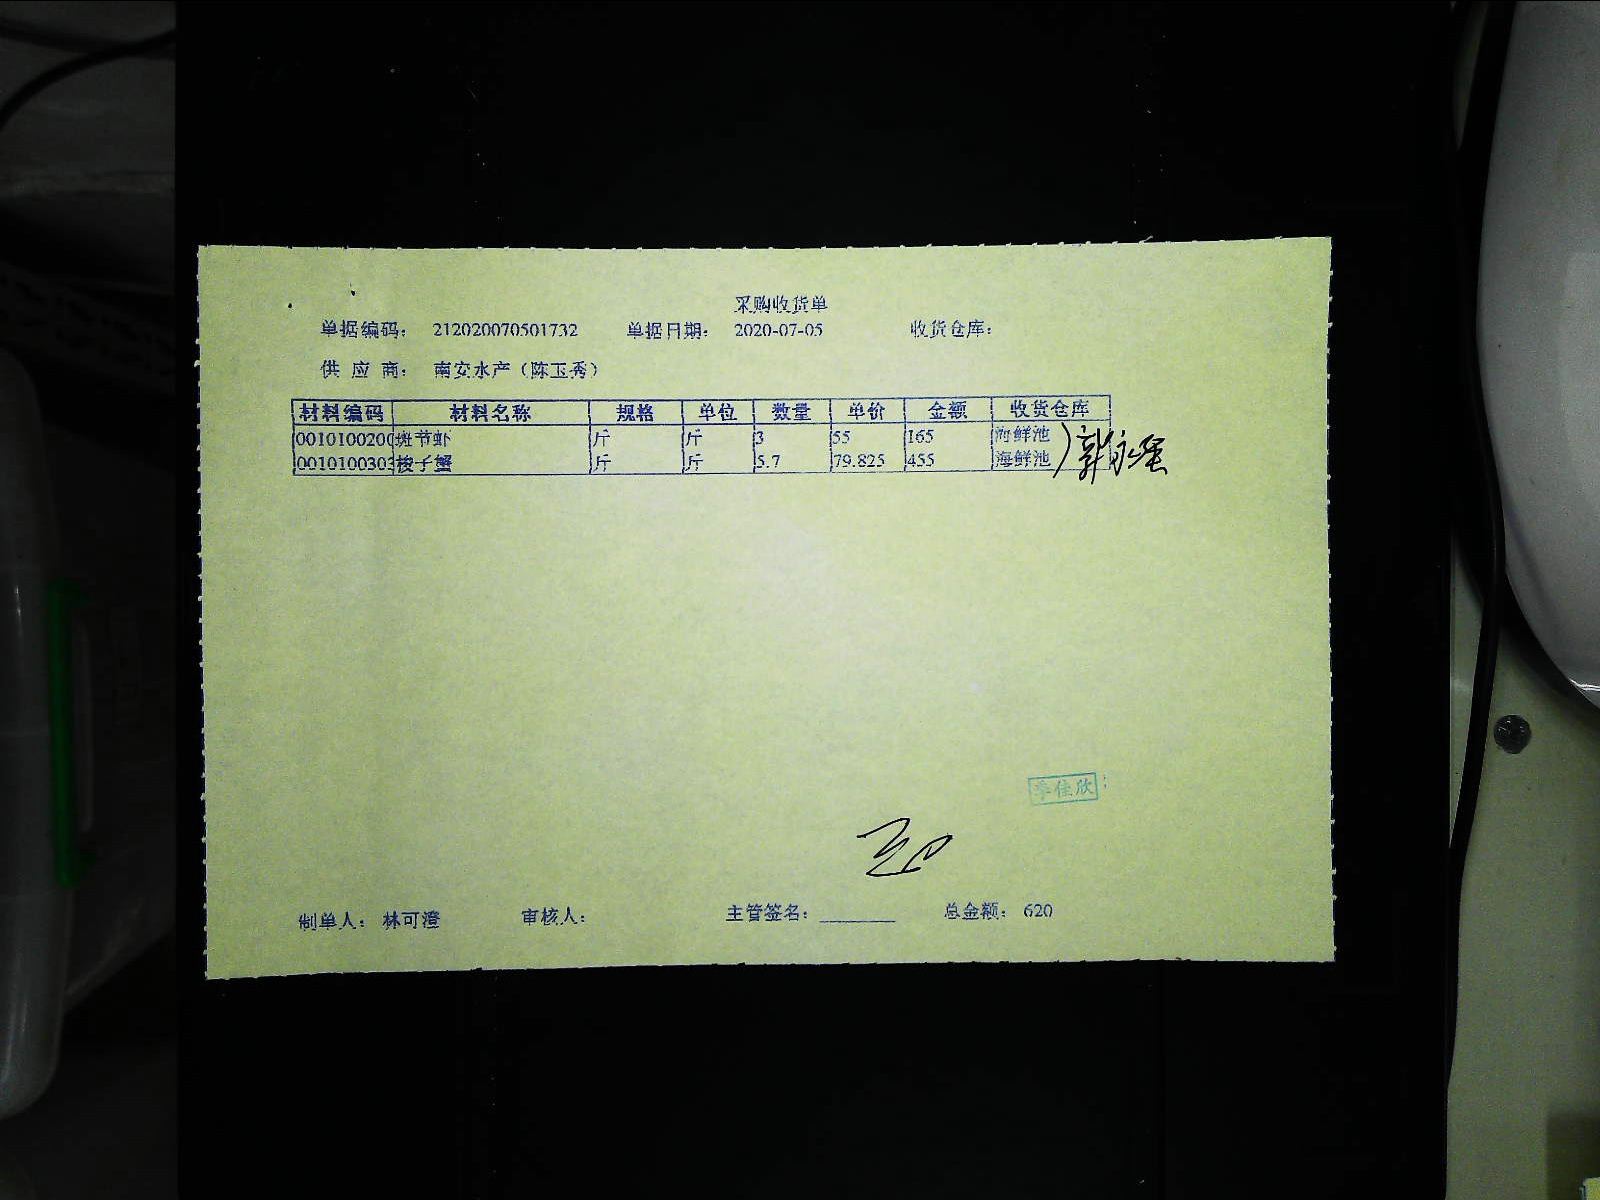 采购收货单
单据编码： 212020070501732 单据日期： 2020-07-05 收货仓库：
供 应 商： 南安水产（陈玉秀）
材料编码 材料名称 规格 单位 数量 单价 金额 收货仓库
0010100200 斑节虾 斤 斤 3 55 165 海鲜池
0010100303 梭子蟹 斤 斤 5.7 79.825 455 海鲜池
李佳欣
制单人： 林可澄 审核人： 主管签名：________ 总金额： 620